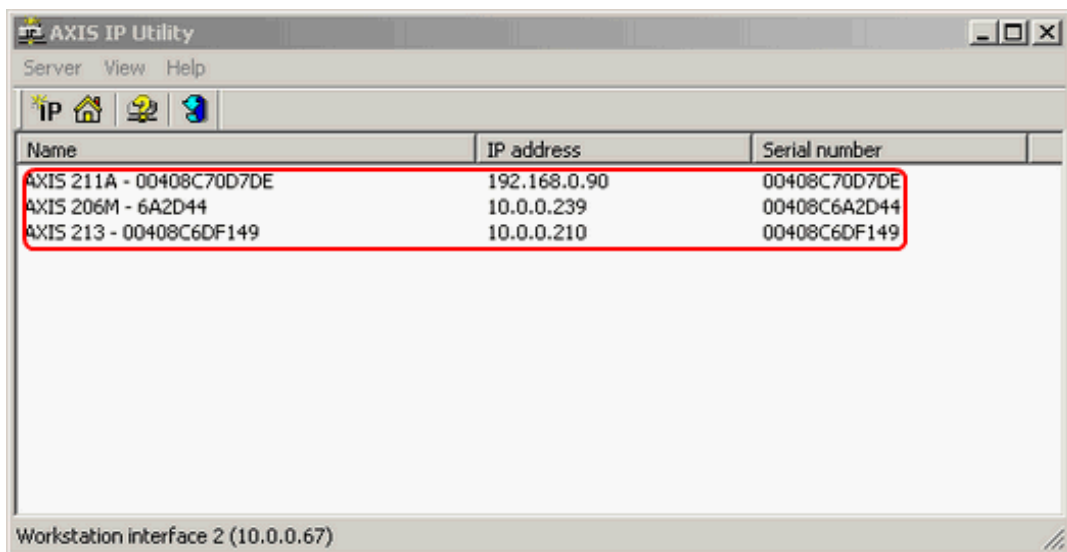 AXIS IP Utility
Server View Help
IP
Name IP address Serial number
AXIS 211A - 00408C70D7DE 192.168.0.90 00408C70D7DE
AXIS 206M - 6A2D44 10.0.0.239 00408C6A2D44
AXIS 213 - 00408C6DF149 10.0.0.210 00408C6DF149
Workstation interface 2 (10.0.0.67)